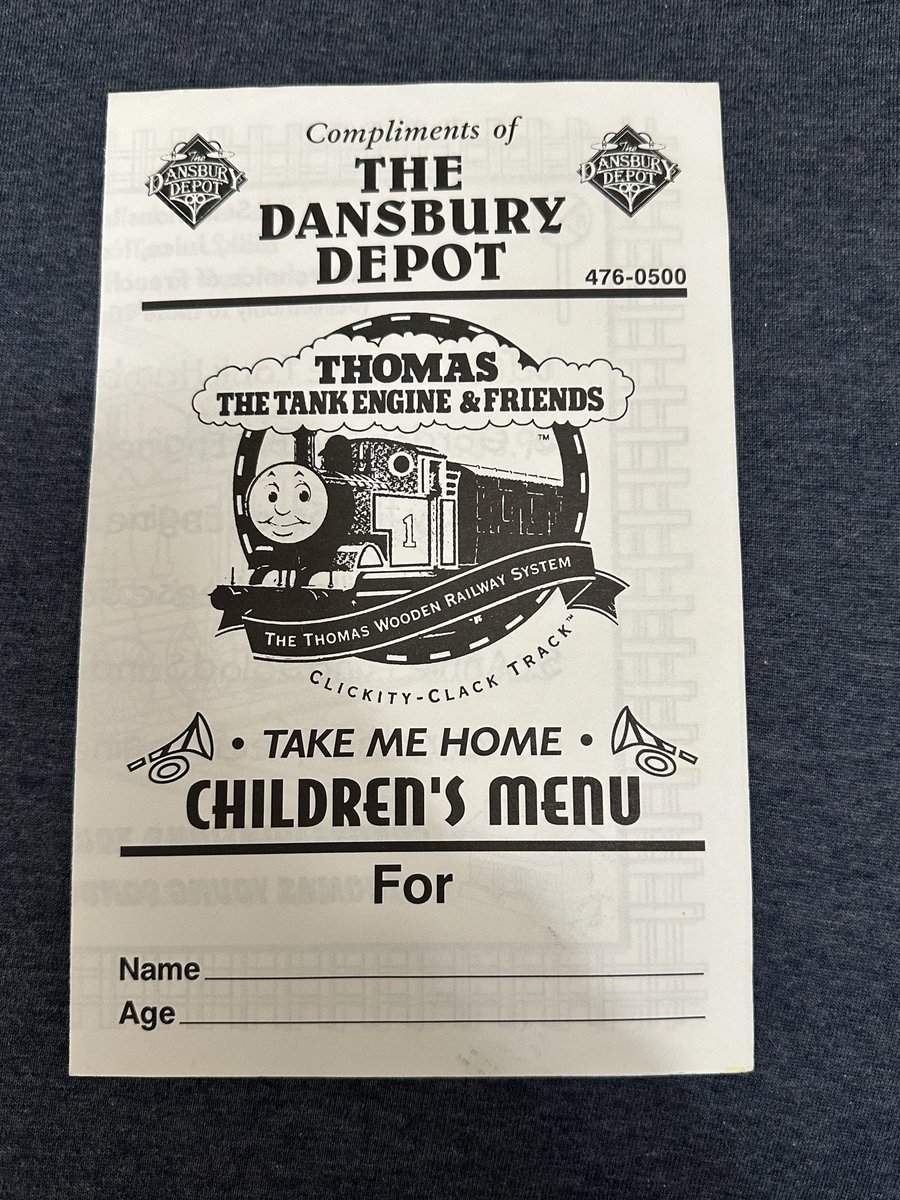 Compliments of
The
DANSBURY
DEPOT
The
DANSBURY
DEPOT
THE
DANSBURY
DEPOT
476-0500
THOMAS
THE TANK ENGINE & FRIENDS
™
1
THE THOMAS WOODEN RAILWAY SYSTEM
CLICKITY-CLACK TRACK™
• TAKE ME HOME •
CHILDREN'S MENU
For
Name
Age